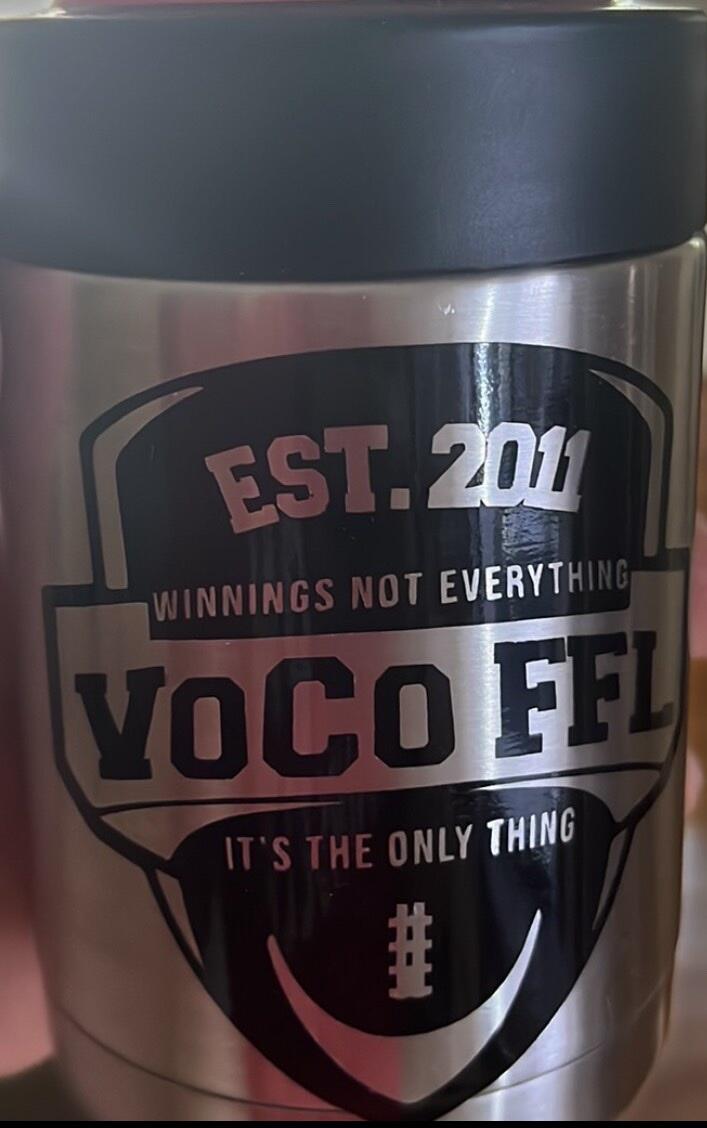 EST. 2011
WINNINGS NOT EVERYTHING
VOCO FFL
IT'S THE ONLY THING